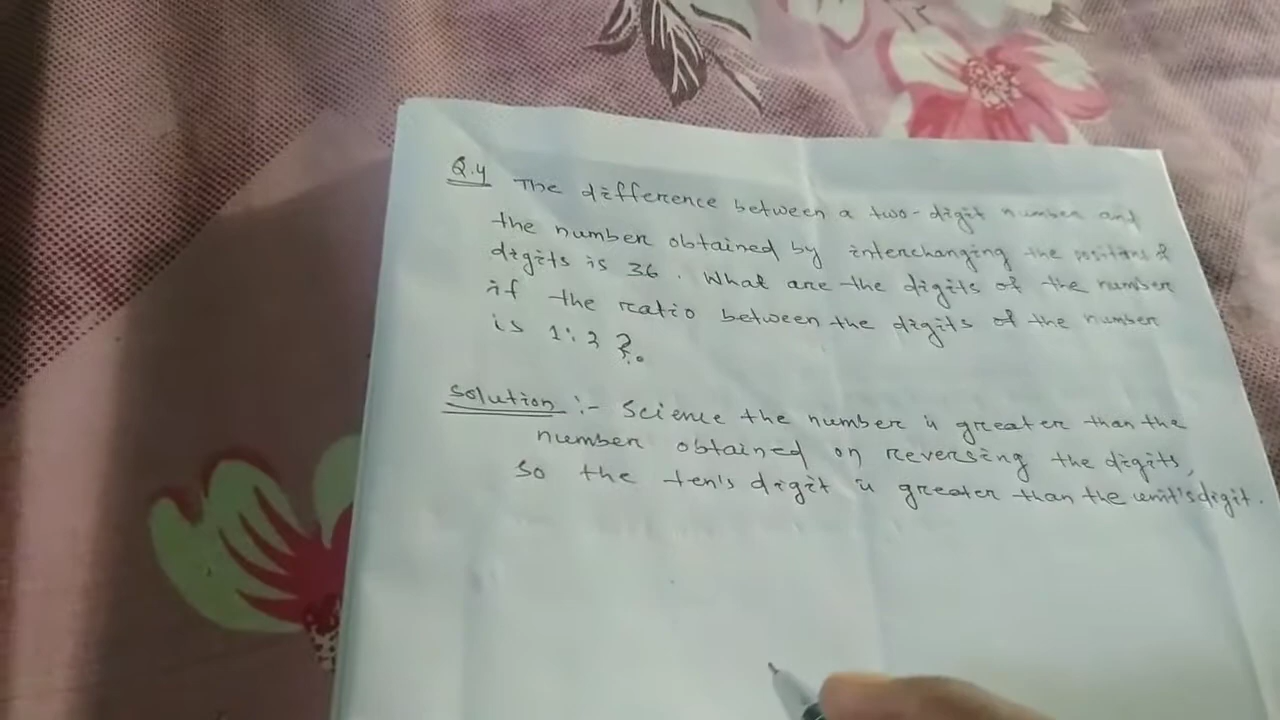 Q.4 The difference between a two-digit number and
the number obtained by interchanging the positions of
digits is 36. What are the digits of the number
if the ratio between the digits of the number
is 1:2 ?.
Solution :- Science the number is greater than the
number obtained on reversing the digits,
so the ten's digit is greater than the unit's digit.